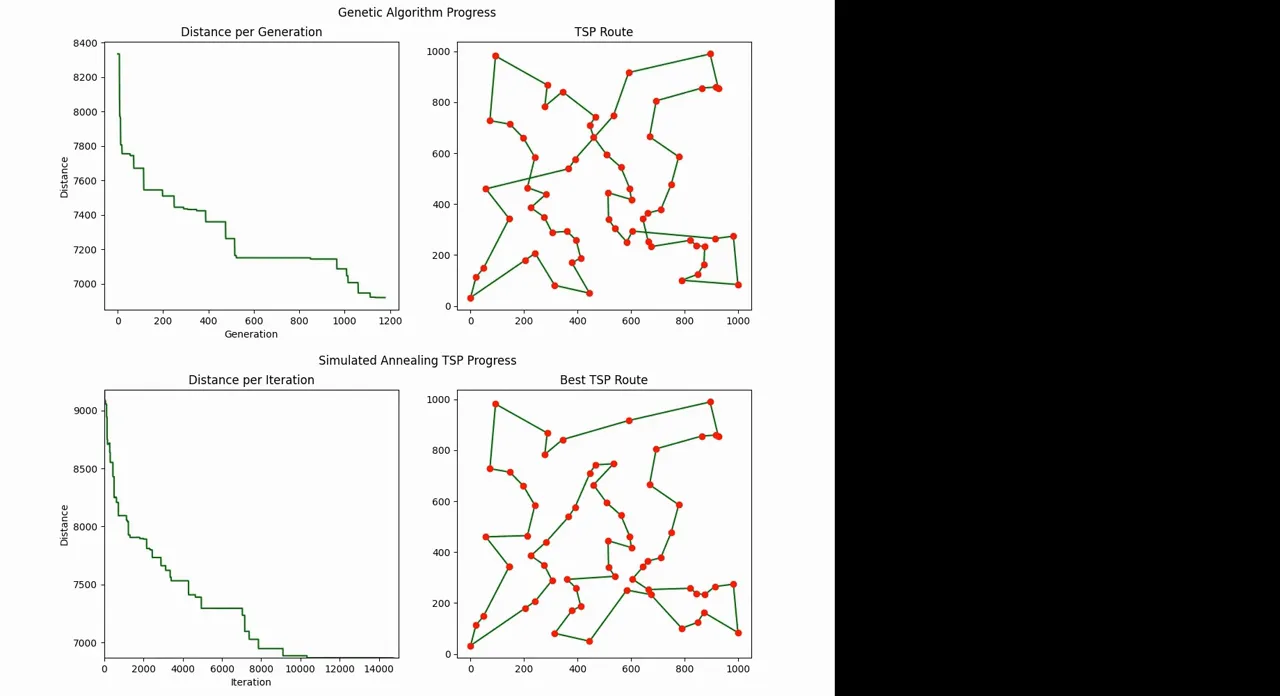 Genetic Algorithm Progress
Distance per Generation
TSP Route
Distance
8400
8200
8000
7800
7600
7400
7200
7000
0 200 400 600 800 1000 1200
Generation
1000
800
600
400
200
0
0 200 400 600 800 1000
Simulated Annealing TSP Progress
Distance per Iteration
Best TSP Route
Distance
9000
8500
8000
7500
7000
0 2000 4000 6000 8000 10000 12000 14000
Iteration
1000
800
600
400
200
0
0 200 400 600 800 1000